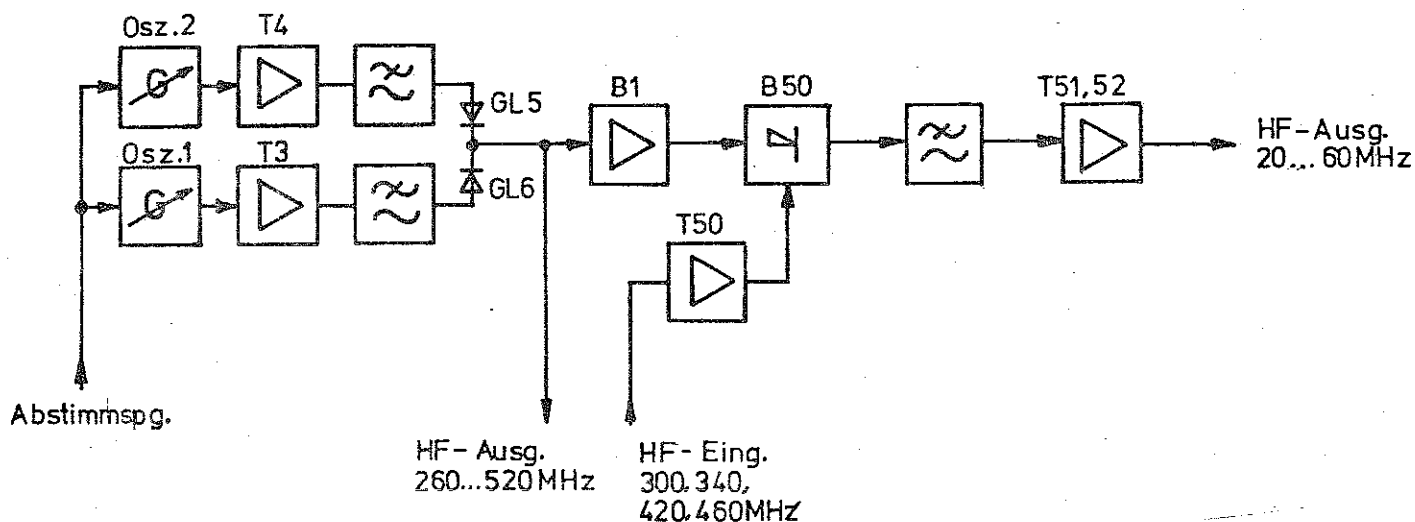 Osz.2
T4
GL5
B1
B50
T51,52
HF-Ausg.
20...60MHz
G
Osz.1
T3
GL6
G
T50
Abstimmspg.
HF-Ausg.
260...520MHz
HF-Eing.
300.340,
420,460MHz